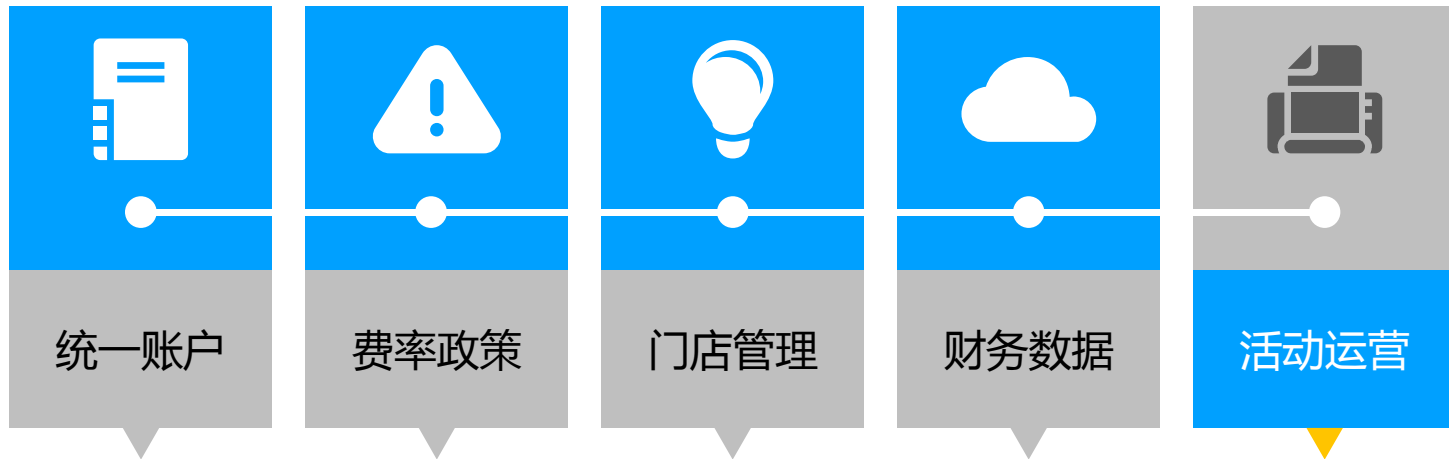 统一账户
费率政策
门店管理
财务数据
活动运营